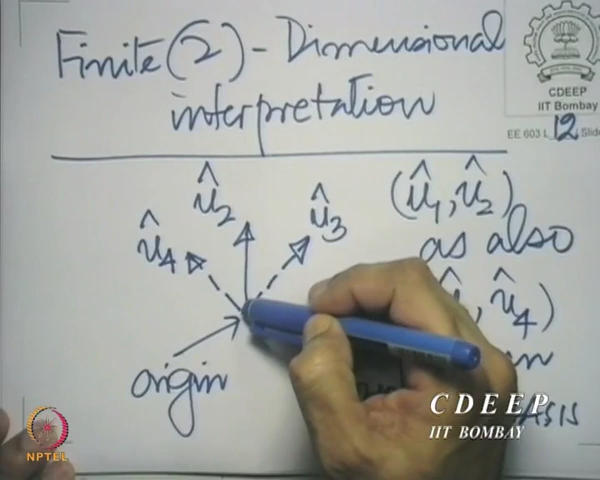 Finite (2) - Dimensional
interpretation
CDEEP
IIT Bombay
EE 603 L 12 Slide
û₂
û₃
û₄
(û₁, û₂)
as also
, û₄)
origin
CDEEP
IIT BOMBAY
NPTEL